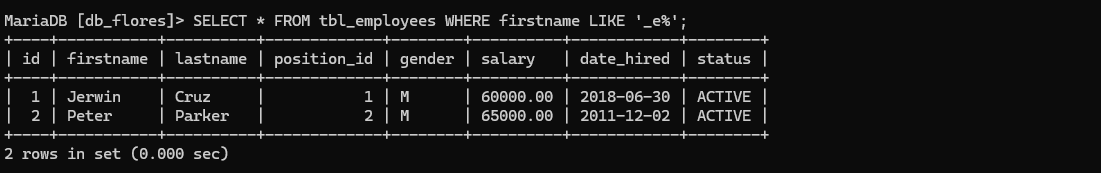 MariaDB [db_flores]> SELECT * FROM tbl_employees WHERE firstname LIKE '_e%';
+----+-----------+----------+-------------+--------+----------+------------+--------+
| id | firstname | lastname | position_id | gender | salary   | date_hired | status |
+----+-----------+----------+-------------+--------+----------+------------+--------+
|  1 | Jerwin    | Cruz     |           1 | M      | 60000.00 | 2018-06-30 | ACTIVE |
|  2 | Peter     | Parker   |           2 | M      | 65000.00 | 2011-12-02 | ACTIVE |
+----+-----------+----------+-------------+--------+----------+------------+--------+
2 rows in set (0.000 sec)